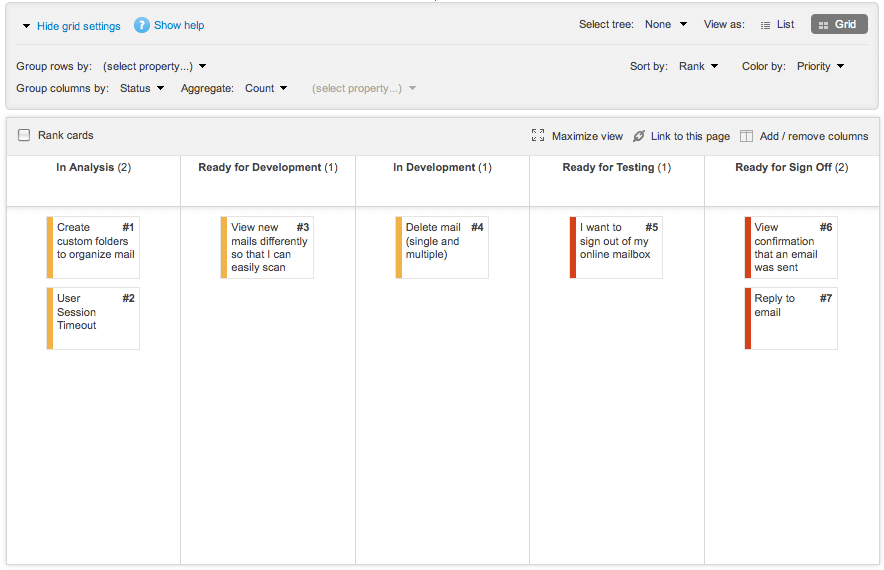 Hide grid settings ? Show help Select tree: None View as: List Grid
Group rows by: (select property...) Sort by: Rank Color by: Priority
Group columns by: Status Aggregate: Count (select property...)
Rank cards Maximize view Link to this page Add / remove columns
In Analysis (2) Ready for Development (1) In Development (1) Ready for Testing (1) Ready for Sign Off (2)
Create #1
custom folders
to organize mail
User #2
Session
Timeout
View new #3
mails differently
so that I can
easily scan
Delete mail #4
(single and
multiple)
I want to #5
sign out of my
online mailbox
View #6
confirmation
that an email
was sent
Reply to #7
email